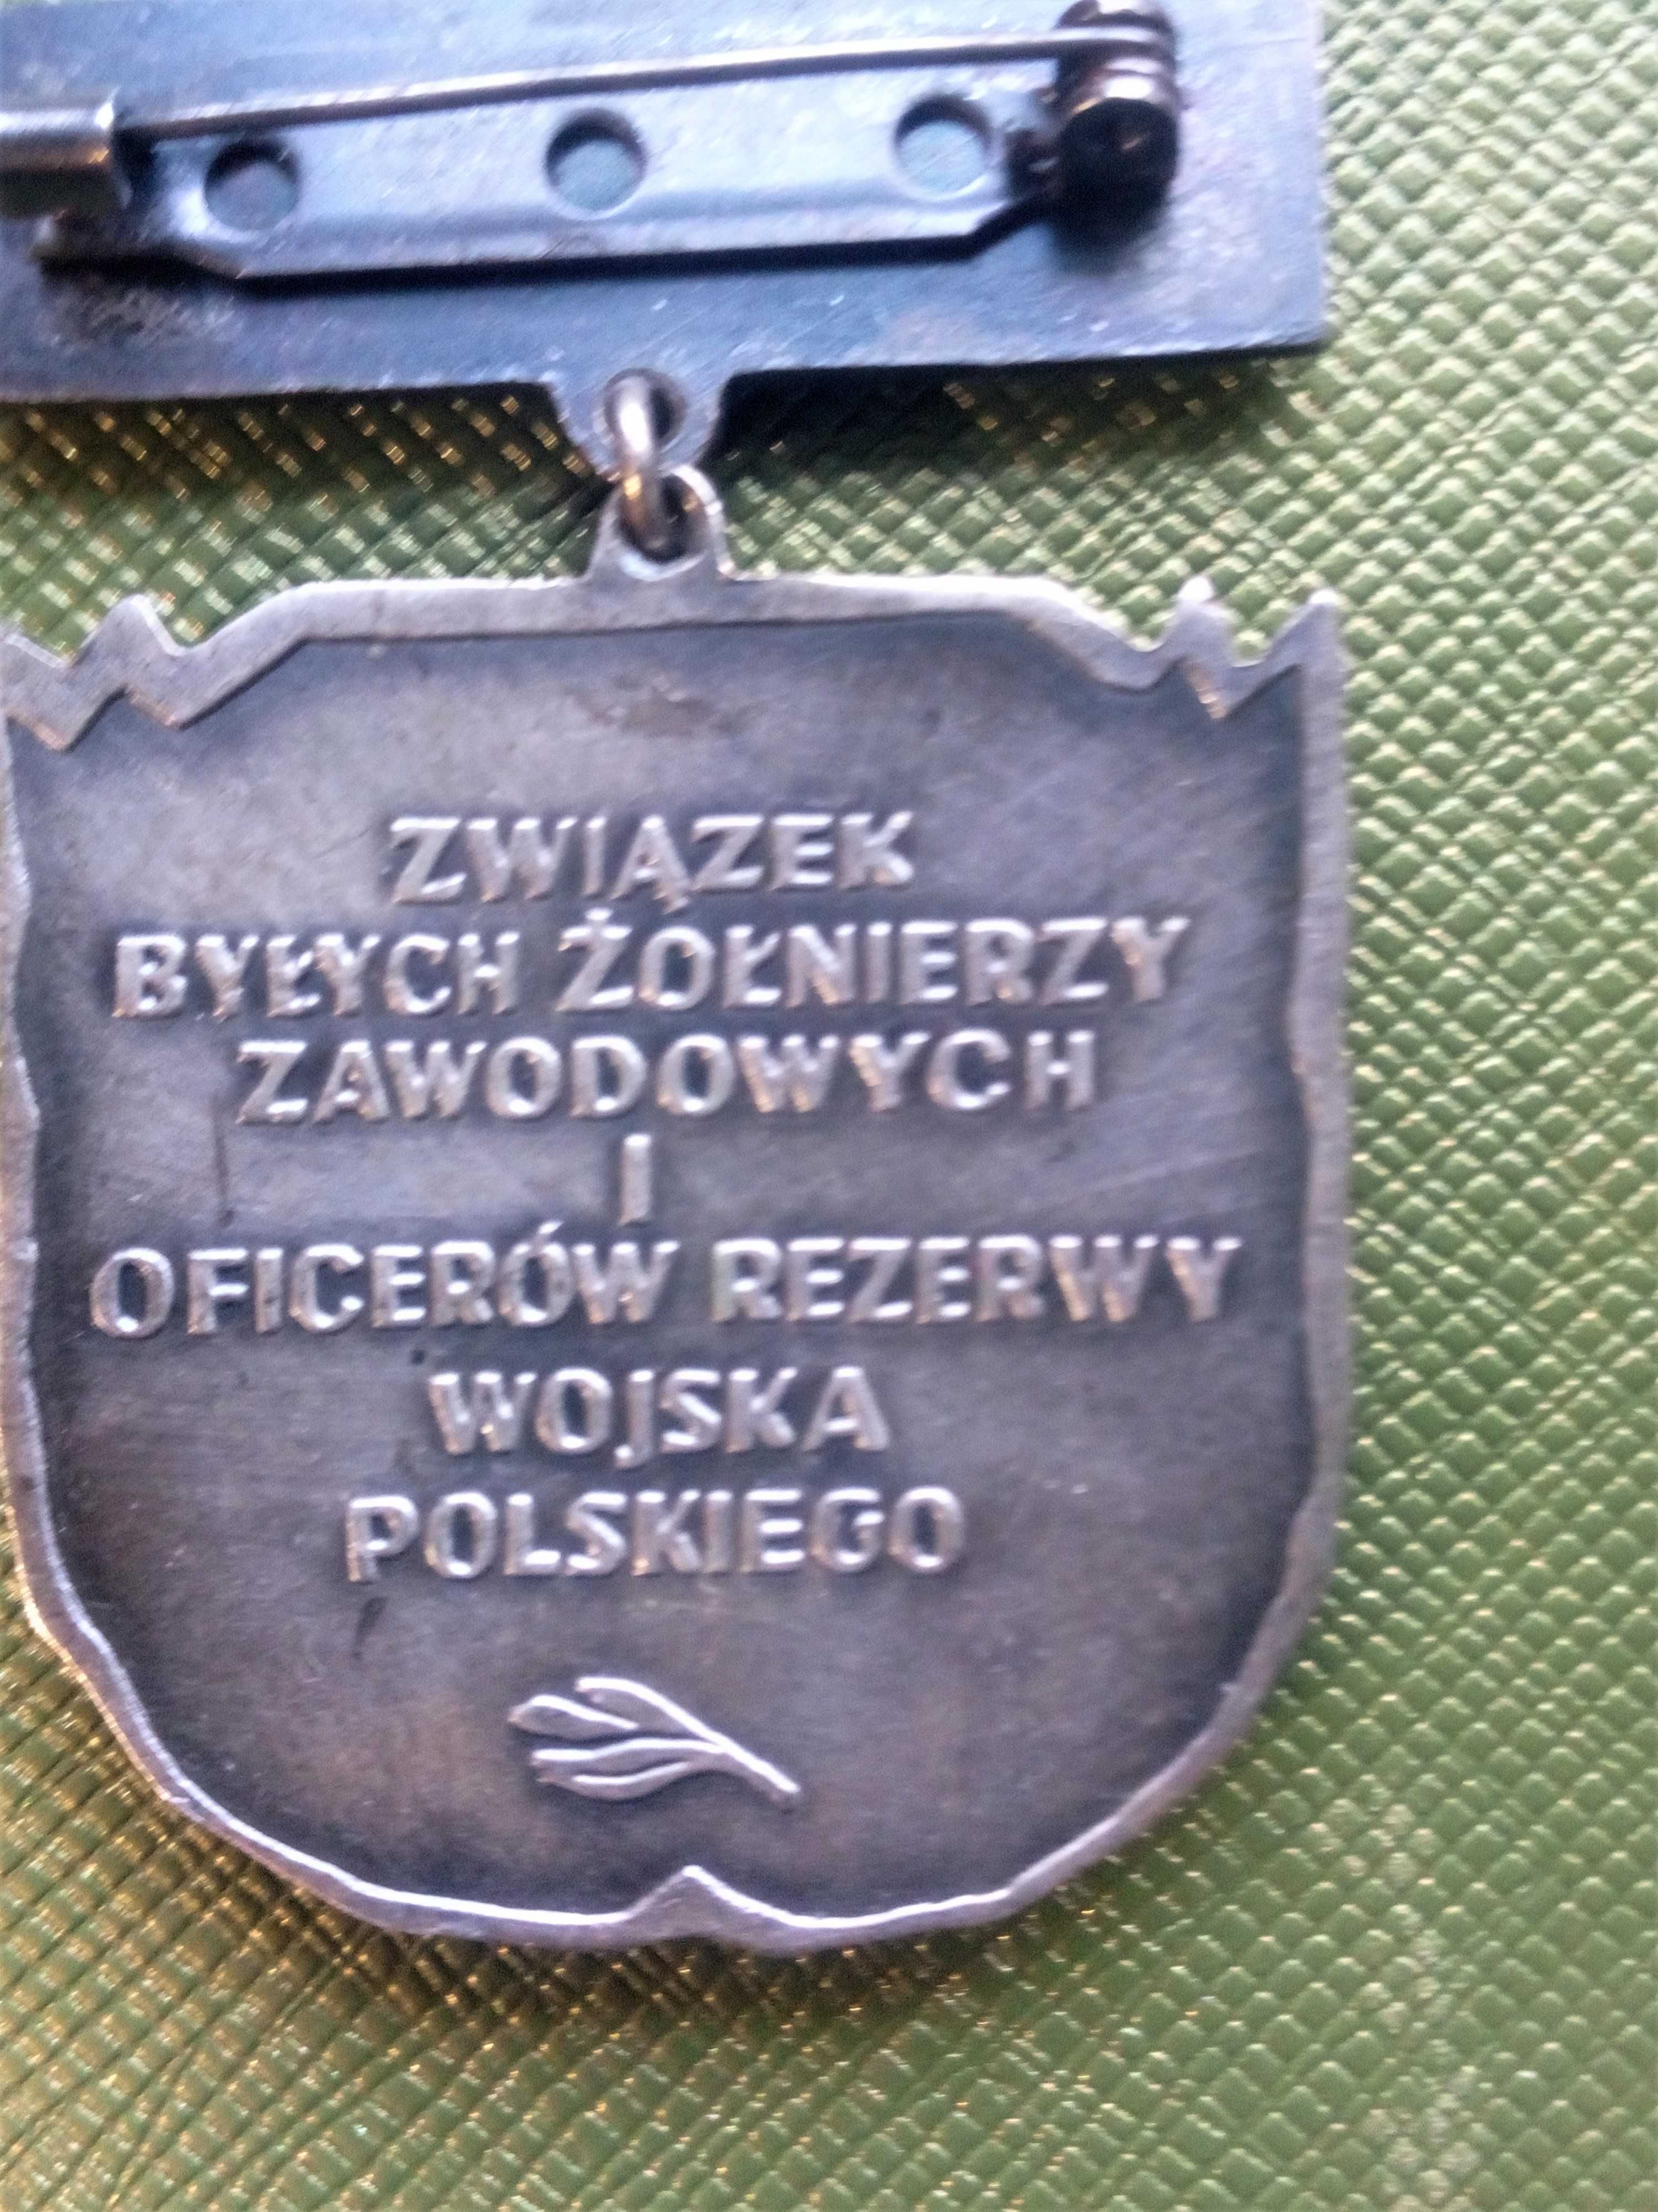 ZWIĄZEK
BYŁYCH ŻOŁNIERZY
ZAWODOWYCH
I
OFICERÓW REZERWY
WOJSKA
POLSKIEGO